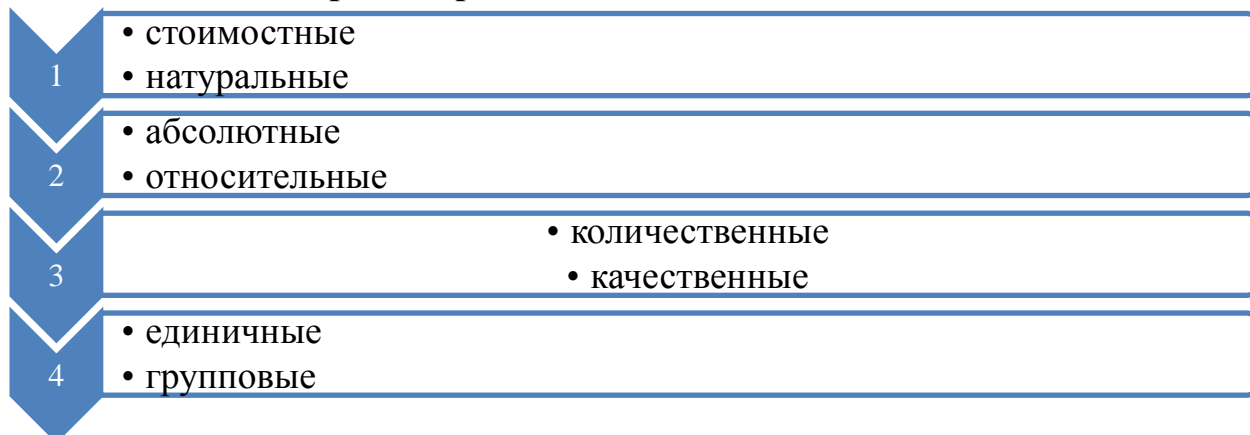 1
• стоимостные
• натуральные
2
• абсолютные
• относительные
3
• количественные
• качественные
4
• единичные
• групповые